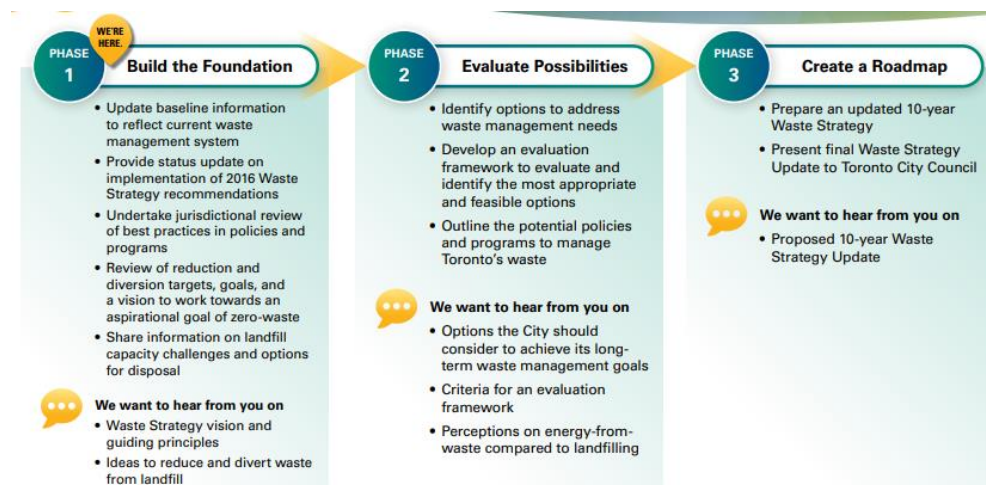 WE'RE
HERE.
PHASE
1
Build the Foundation
• Update baseline information
to reflect current waste
management system
• Provide status update on
implementation of 2016 Waste
Strategy recommendations
• Undertake jurisdictional review
of best practices in policies and
programs
• Review of reduction and
diversion targets, goals, and
a vision to work towards an
aspirational goal of zero-waste
• Share information on landfill
capacity challenges and options
for disposal
We want to hear from you on
• Waste Strategy vision and
guiding principles
• Ideas to reduce and divert waste
from landfill
PHASE
2
Evaluate Possibilities
• Identify options to address
waste management needs
• Develop an evaluation
framework to evaluate and
identify the most appropriate
and feasible options
• Outline the potential policies
and programs to manage
Toronto's waste
We want to hear from you on
• Options the City should
consider to achieve its long-
term waste management goals
• Criteria for an evaluation
framework
• Perceptions on energy-from-
waste compared to landfilling
PHASE
3
Create a Roadmap
• Prepare an updated 10-year
Waste Strategy
• Present final Waste Strategy
Update to Toronto City Council
We want to hear from you on
• Proposed 10-year Waste
Strategy Update